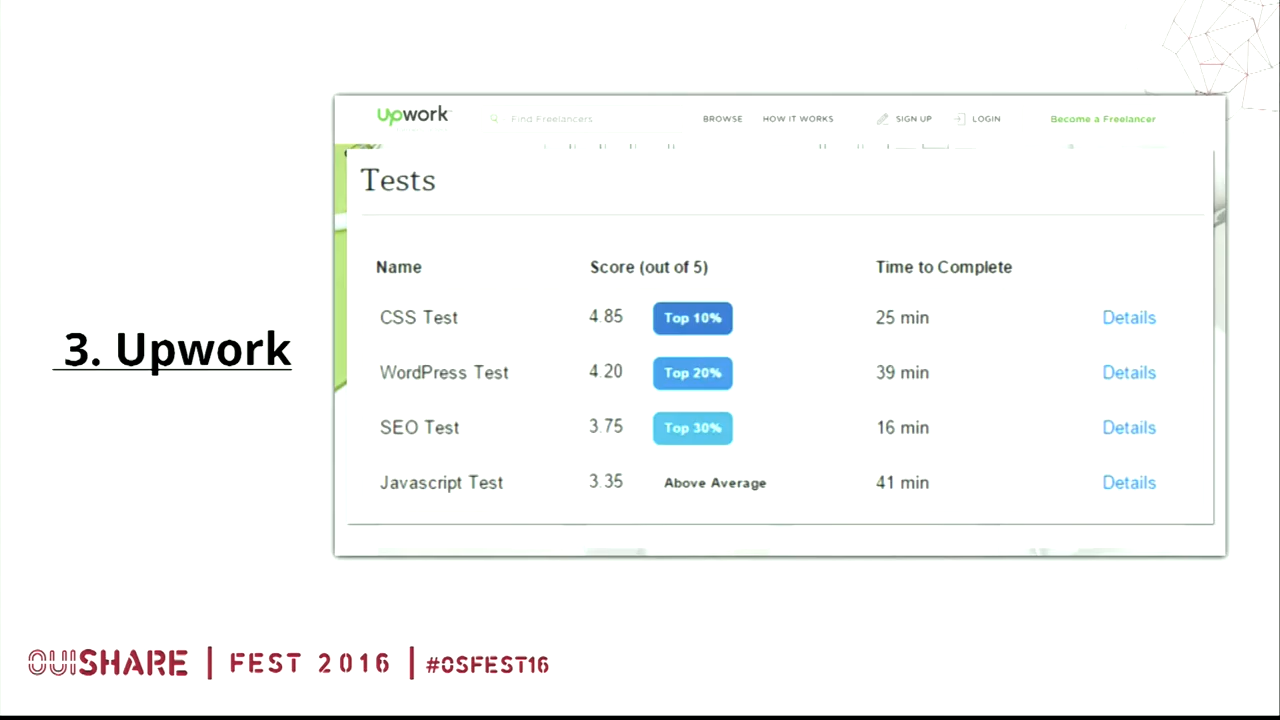 upwork
Find Freelancers
BROWSE
HOW IT WORKS
SIGN UP
LOGIN
Become a Freelancer
Tests
Name Score (out of 5) Time to Complete
CSS Test 4.85 Top 10% 25 min Details
WordPress Test 4.20 Top 20% 39 min Details
SEO Test 3.75 Top 30% 16 min Details
Javascript Test 3.35 Above Average 41 min Details
3. Upwork
OUISHARE | FEST 2016 | #OSFEST16